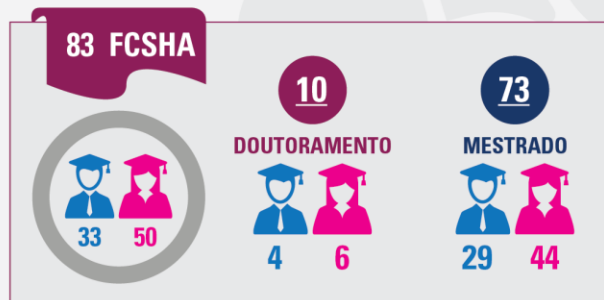 83 FCSHA
33 50
10
DOUTORAMENTO
4 6
73
MESTRADO
29 44